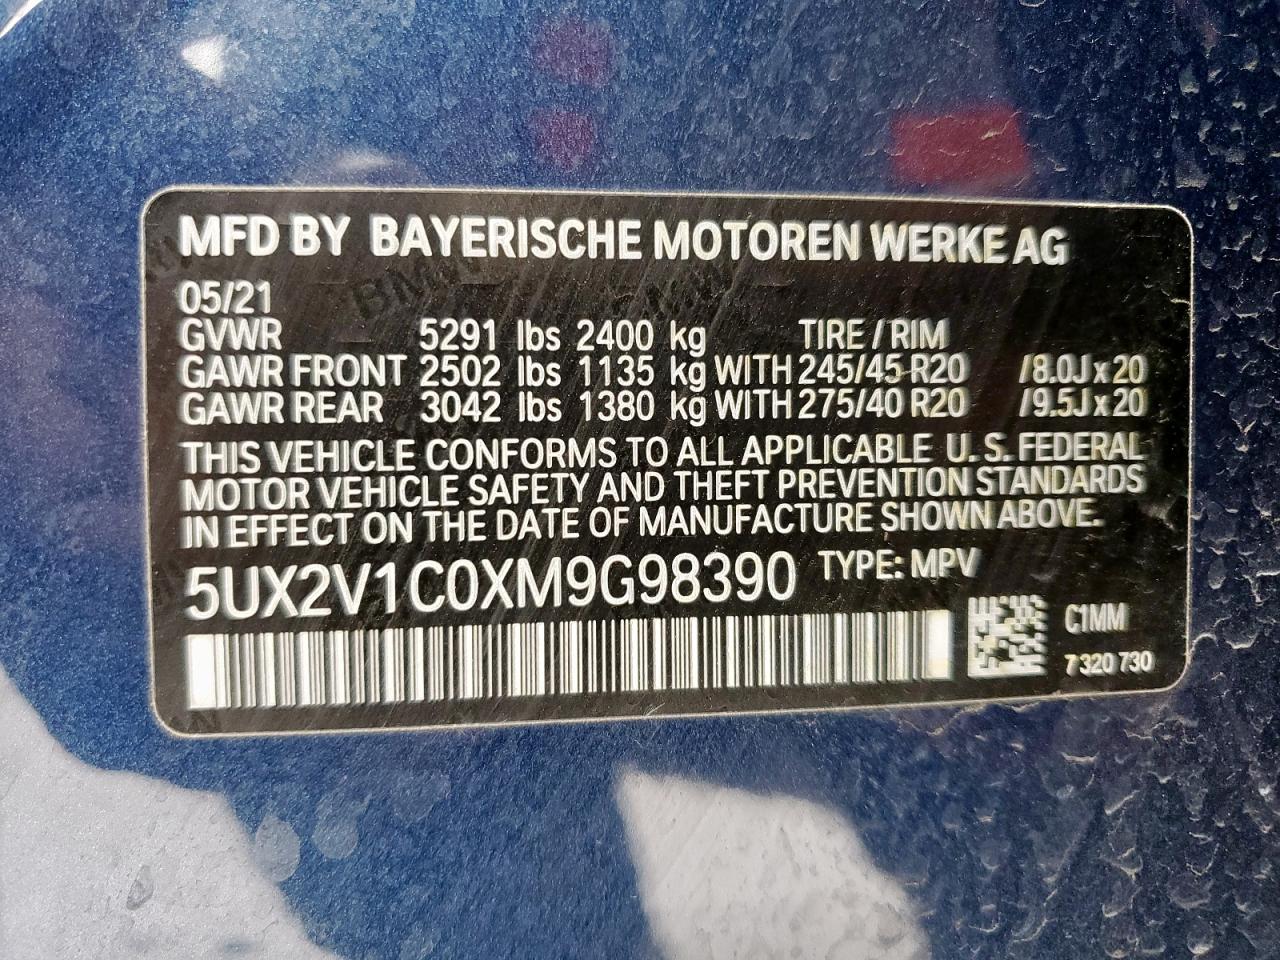 MFD BY BAYERISCHE MOTOREN WERKE AG
05/21
GVWR 5291 lbs 2400 kg TIRE / RIM
GAWR FRONT 2502 lbs 1135 kg WITH 245/45 R20 /8.0J x 20
GAWR REAR 3042 lbs 1380 kg WITH 275/40 R20 /9.5J x 20
THIS VEHICLE CONFORMS TO ALL APPLICABLE U.S. FEDERAL
MOTOR VEHICLE SAFETY AND THEFT PREVENTION STANDARDS
IN EFFECT ON THE DATE OF MANUFACTURE SHOWN ABOVE.
5UX2V1C0XM9G98390 TYPE: MPV
C1MM
7 320 730